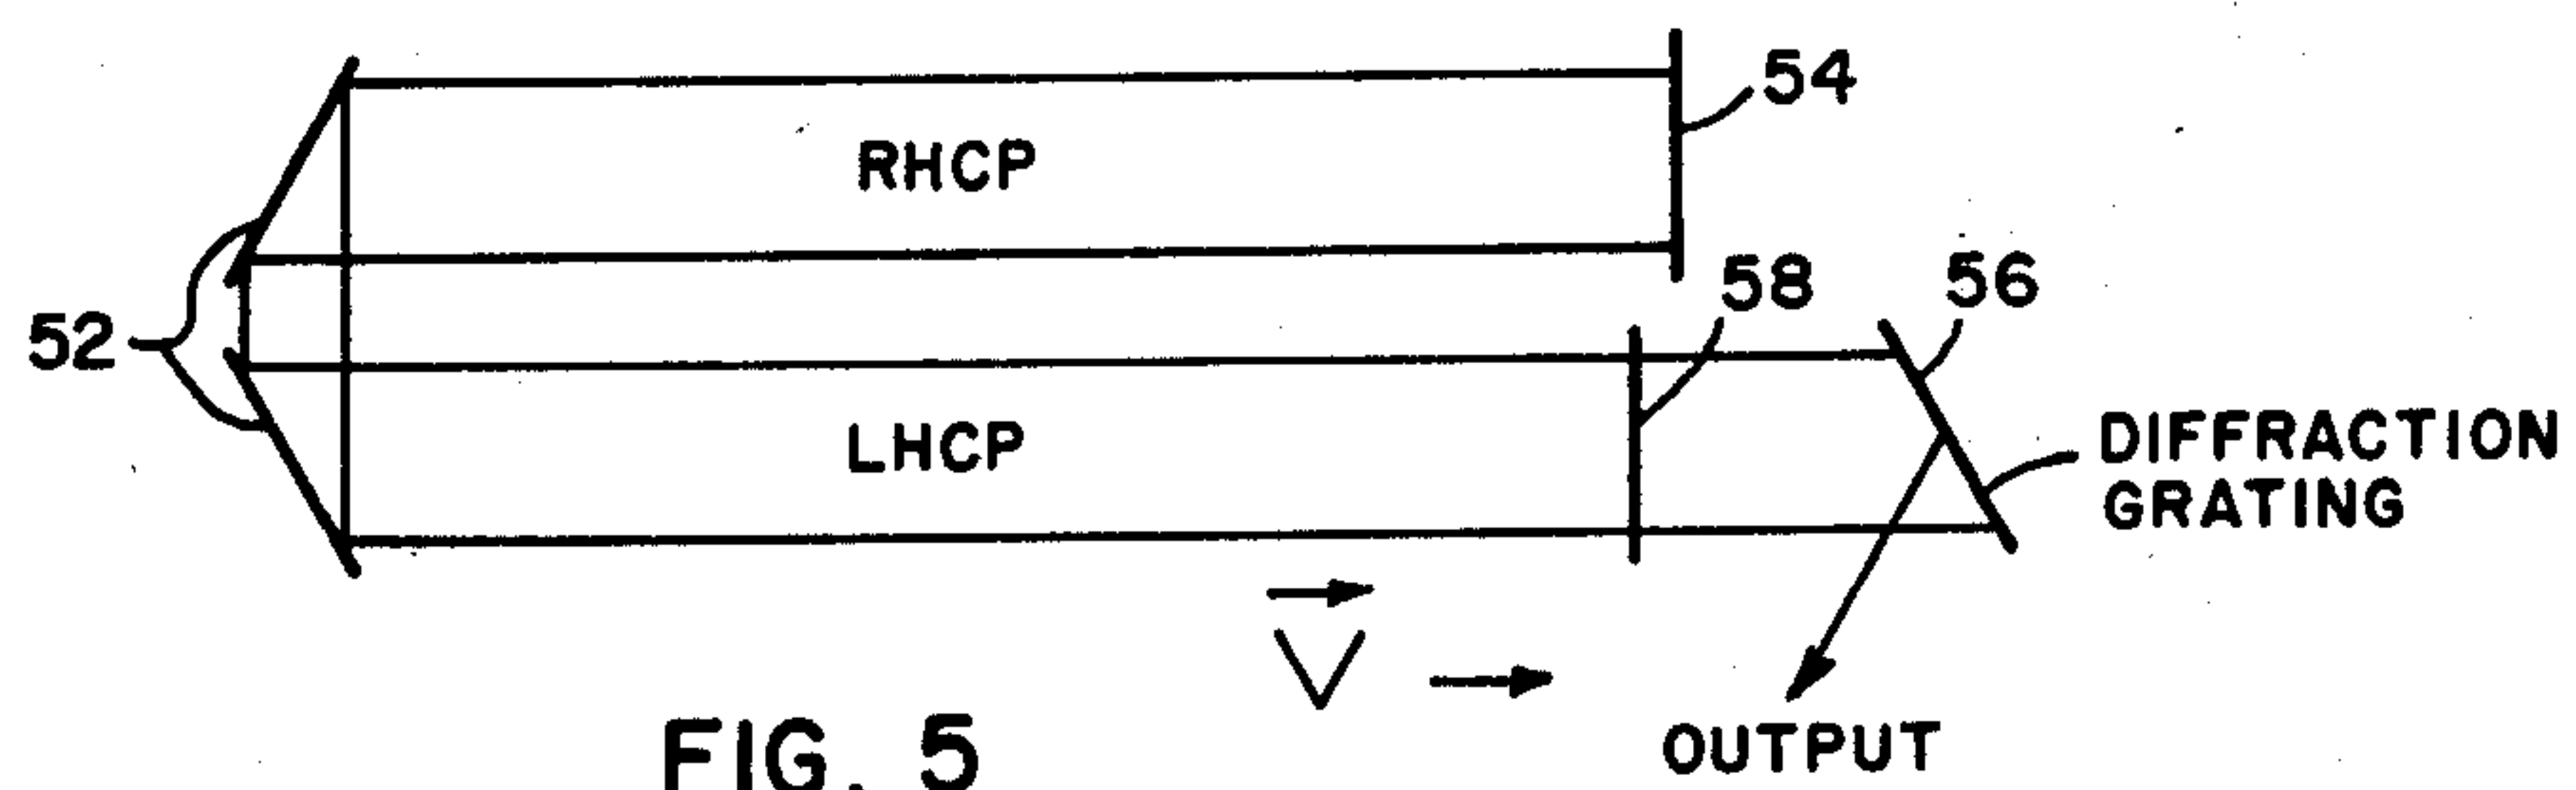 54
RHCP
58
56
52
LHCP
DIFFRACTION
GRATING
V
OUTPUT
FIG. 5